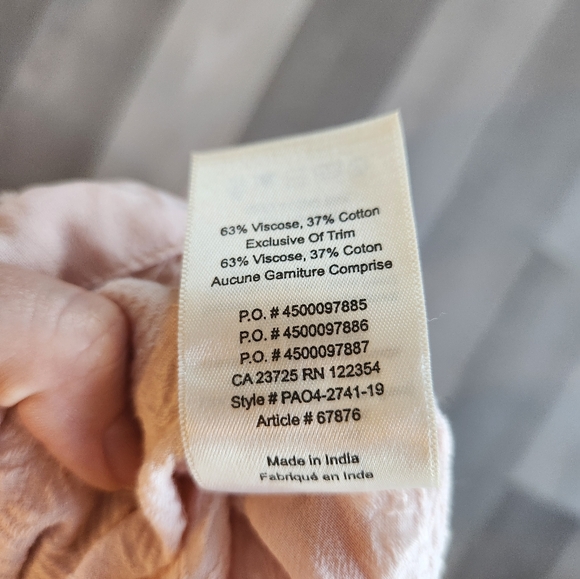 63% Viscose, 37% Cotton
Exclusive Of Trim
63% Viscose, 37% Coton
Aucune Garniture Comprise
P.O. # 4500097885
P.O. # 4500097886
P.O. # 4500097887
CA 23725 RN 122354
Style # PAO4-2741-19
Article # 67876
Made in India
Fabriqué en Inde